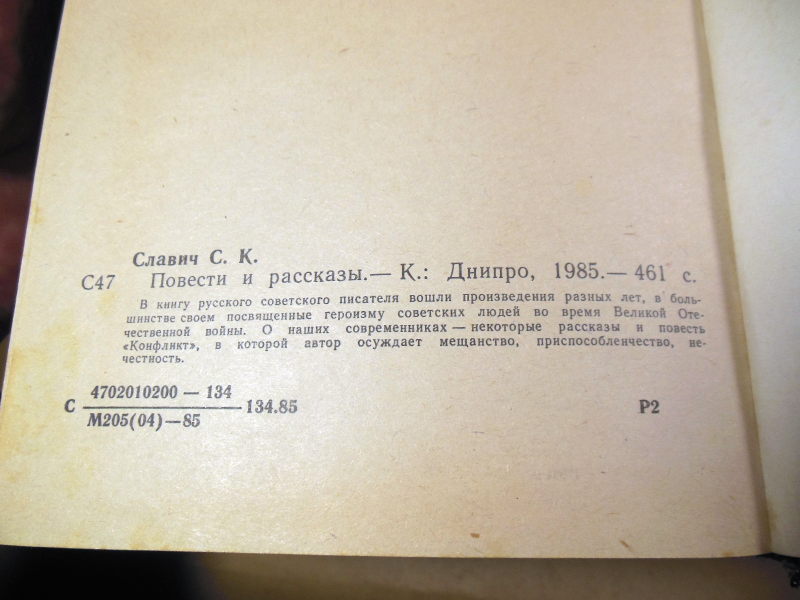 Славич С. К.
С47 Повести и рассказы.— К.: Днипро, 1985.— 461 с.
В книгу русского советского писателя вошли произведения разных лет, в боль-
шинстве своем посвященные героизму советских людей во время Великой Оте-
чественной войны. О наших современниках — некоторые рассказы и повесть
«Конфликт», в которой автор осуждает мещанство, приспособленчество, не-
честность.
4702010200 — 134
С 134.85
М205(04)—85
Р2